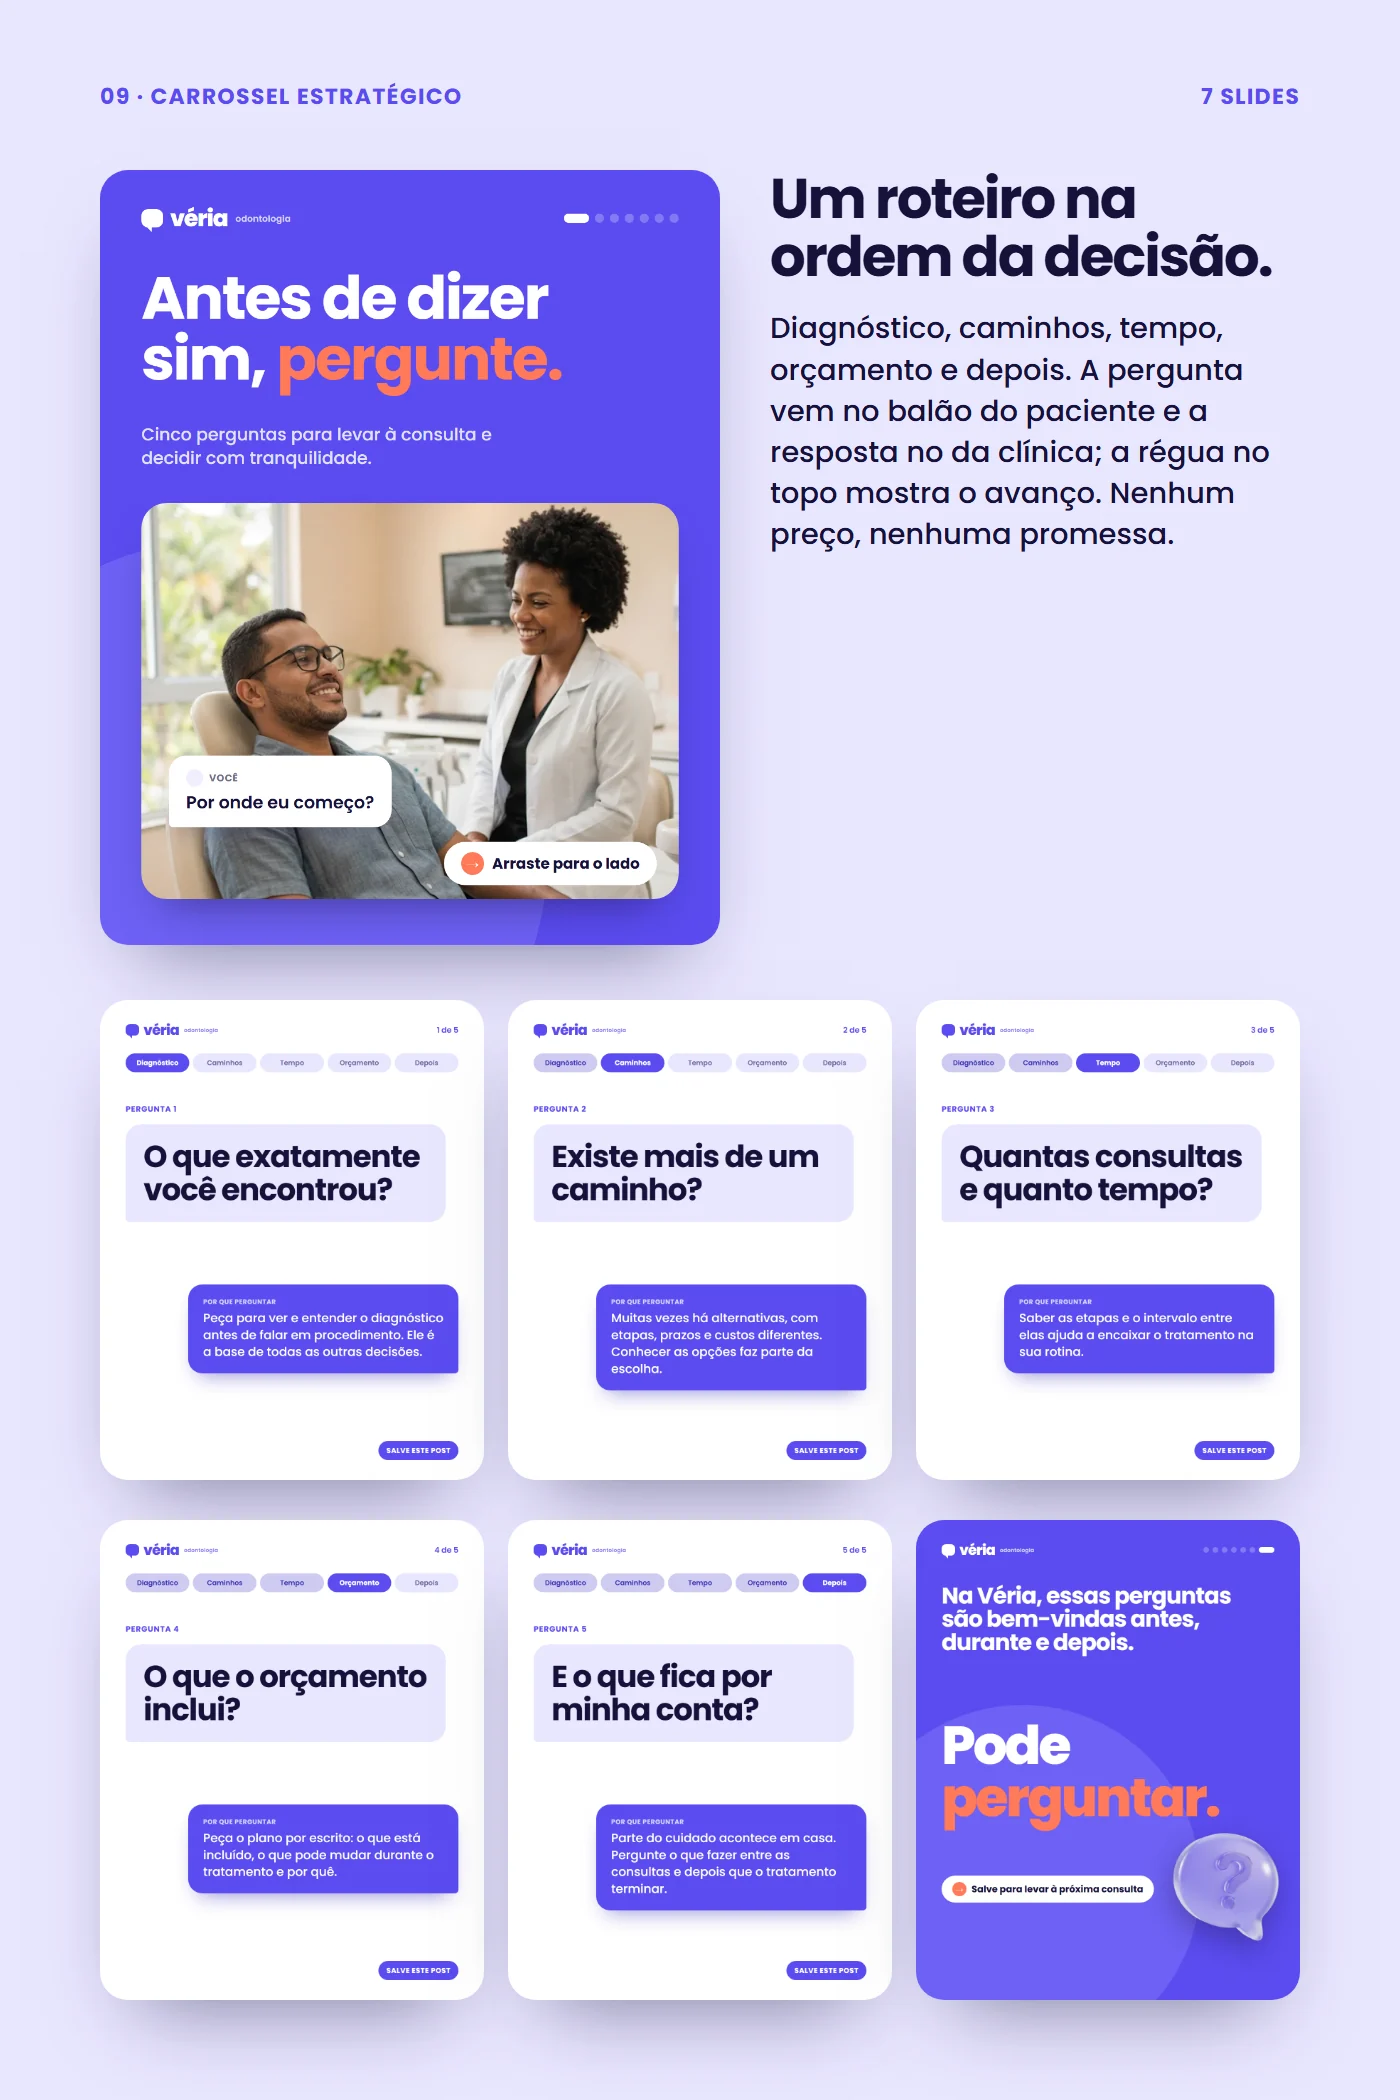 09 · CARROSSEL ESTRATÉGICO
7 SLIDES
véria odontologia
Antes de dizer
sim, pergunte.
Cinco perguntas para levar à consulta e
decidir com tranquilidade.
VOCÊ
Por onde eu começo?
→ Arraste para o lado
Um roteiro na
ordem da decisão.
Diagnóstico, caminhos, tempo,
orçamento e depois. A pergunta
vem no balão do paciente e a
resposta no da clínica; a régua no
topo mostra o avanço. Nenhum
preço, nenhuma promessa.
véria odontologia
1 de 5
Diagnóstico Caminhos Tempo Orçamento Depois
PERGUNTA 1
O que exatamente
você encontrou?
POR QUE PERGUNTAR
Peça para ver e entender o diagnóstico
antes de falar em procedimento. Ele é
a base de todas as outras decisões.
SALVE ESTE POST
véria odontologia
2 de 5
Diagnóstico Caminhos Tempo Orçamento Depois
PERGUNTA 2
Existe mais de um
caminho?
POR QUE PERGUNTAR
Muitas vezes há alternativas, com
etapas, prazos e custos diferentes.
Conhecer as opções faz parte da
escolha.
SALVE ESTE POST
véria odontologia
3 de 5
Diagnóstico Caminhos Tempo Orçamento Depois
PERGUNTA 3
Quantas consultas
e quanto tempo?
POR QUE PERGUNTAR
Saber as etapas e o intervalo entre
elas ajuda a encaixar o tratamento na
sua rotina.
SALVE ESTE POST
véria odontologia
4 de 5
Diagnóstico Caminhos Tempo Orçamento Depois
PERGUNTA 4
O que o orçamento
inclui?
POR QUE PERGUNTAR
Peça o plano por escrito: o que está
incluído, o que pode mudar durante o
tratamento e por quê.
SALVE ESTE POST
véria odontologia
5 de 5
Diagnóstico Caminhos Tempo Orçamento Depois
PERGUNTA 5
E o que fica por
minha conta?
POR QUE PERGUNTAR
Parte do cuidado acontece em casa.
Pergunte o que fazer entre as
consultas e depois que o tratamento
terminar.
SALVE ESTE POST
véria odontologia
Na Véria, essas perguntas
são bem-vindas antes,
durante e depois.
Pode
perguntar.
→ Salve para levar à próxima consulta
?